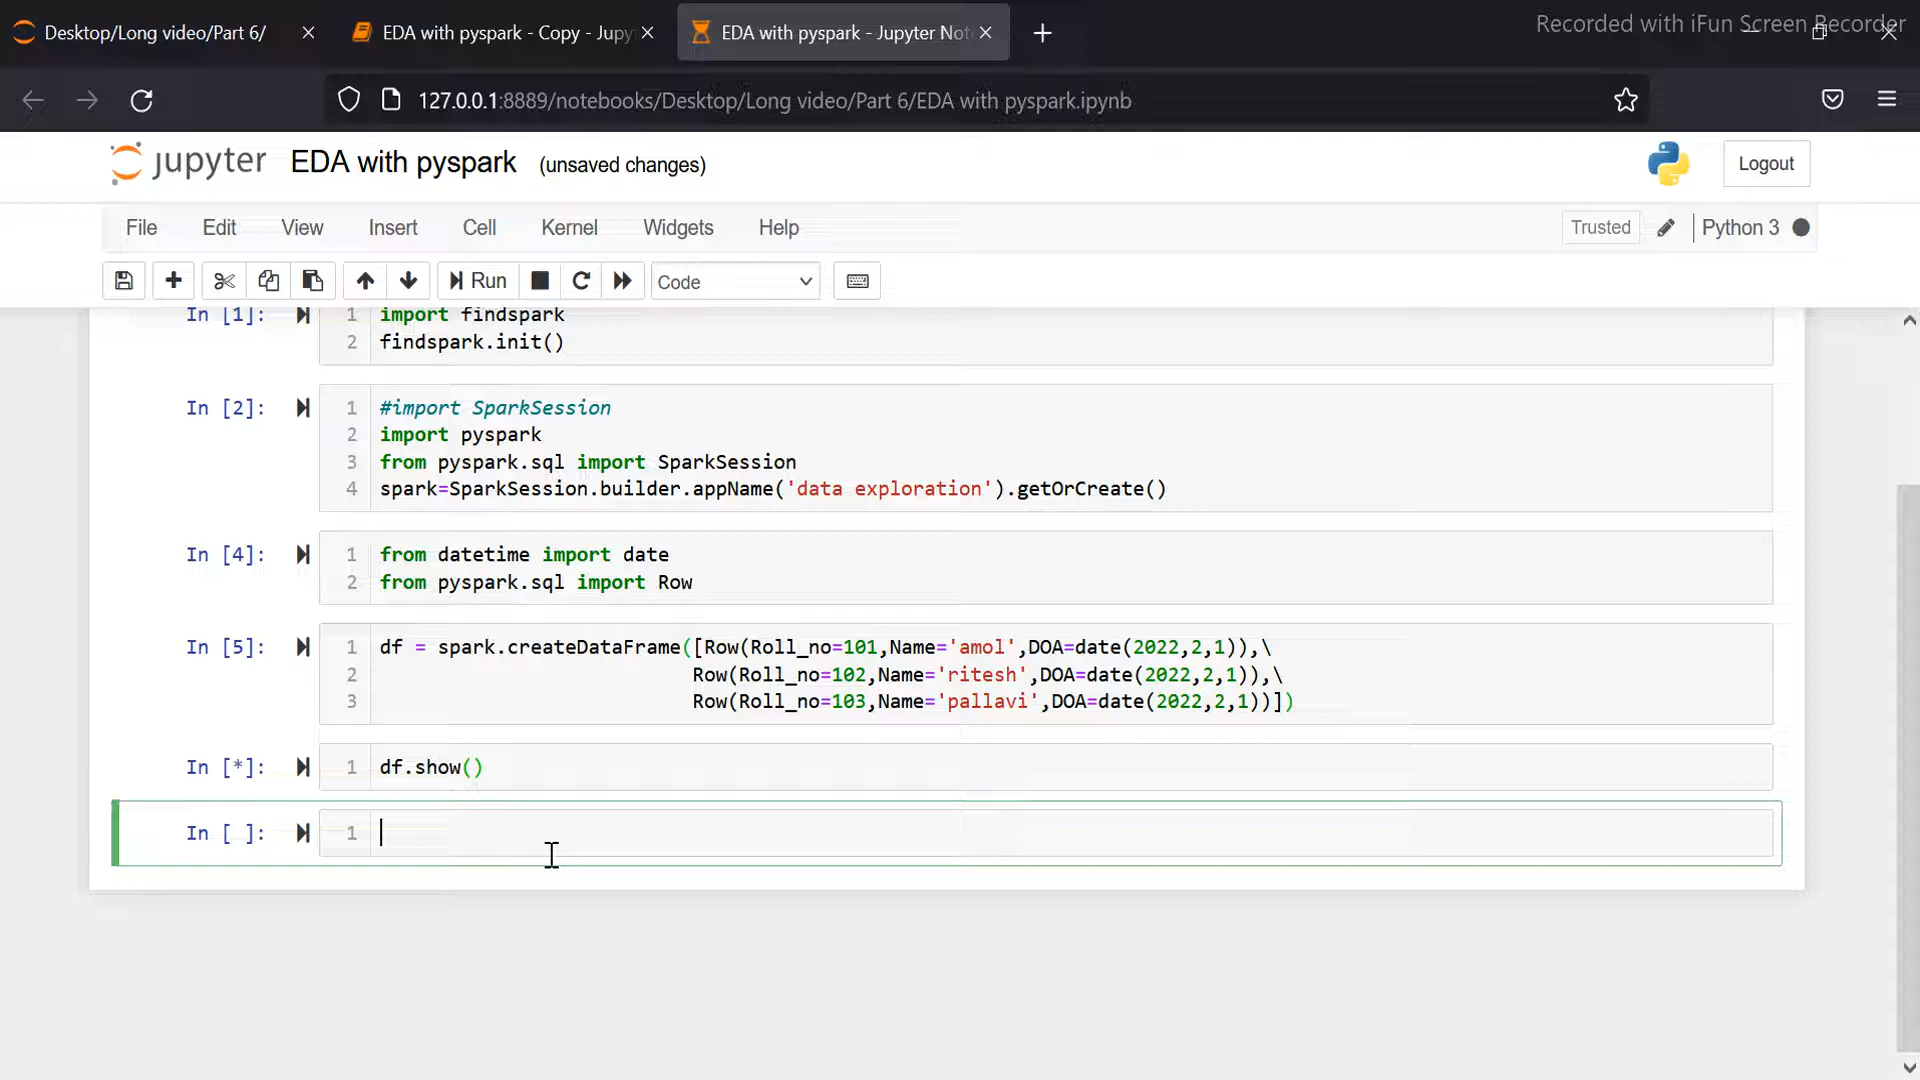 Desktop/Long video/Part 6/
EDA with pyspark - Copy - Jupy
EDA with pyspark - Jupyter Not
Recorded with iFun Screen Recorder
127.0.0.1:8889/notebooks/Desktop/Long video/Part 6/EDA with pyspark.ipynb
jupyter EDA with pyspark (unsaved changes)
Logout
File Edit View Insert Cell Kernel Widgets Help
Trusted Python 3
Run Code
In [1]: 1 import findspark
2 findspark.init()
In [2]: 1 #import SparkSession
2 import pyspark
3 from pyspark.sql import SparkSession
4 spark=SparkSession.builder.appName('data exploration').getOrCreate()
In [4]: 1 from datetime import date
2 from pyspark.sql import Row
In [5]: 1 df = spark.createDataFrame([Row(Roll_no=101,Name='amol',DOA=date(2022,2,1)),\
2 Row(Roll_no=102,Name='ritesh',DOA=date(2022,2,1)),\
3 Row(Roll_no=103,Name='pallavi',DOA=date(2022,2,1))])
In [*]: 1 df.show()
In [ ]: 1